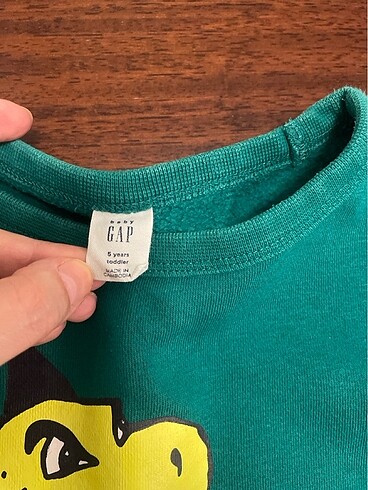 baby
GAP
5 years
toddler
MADE IN
CAMBODIA